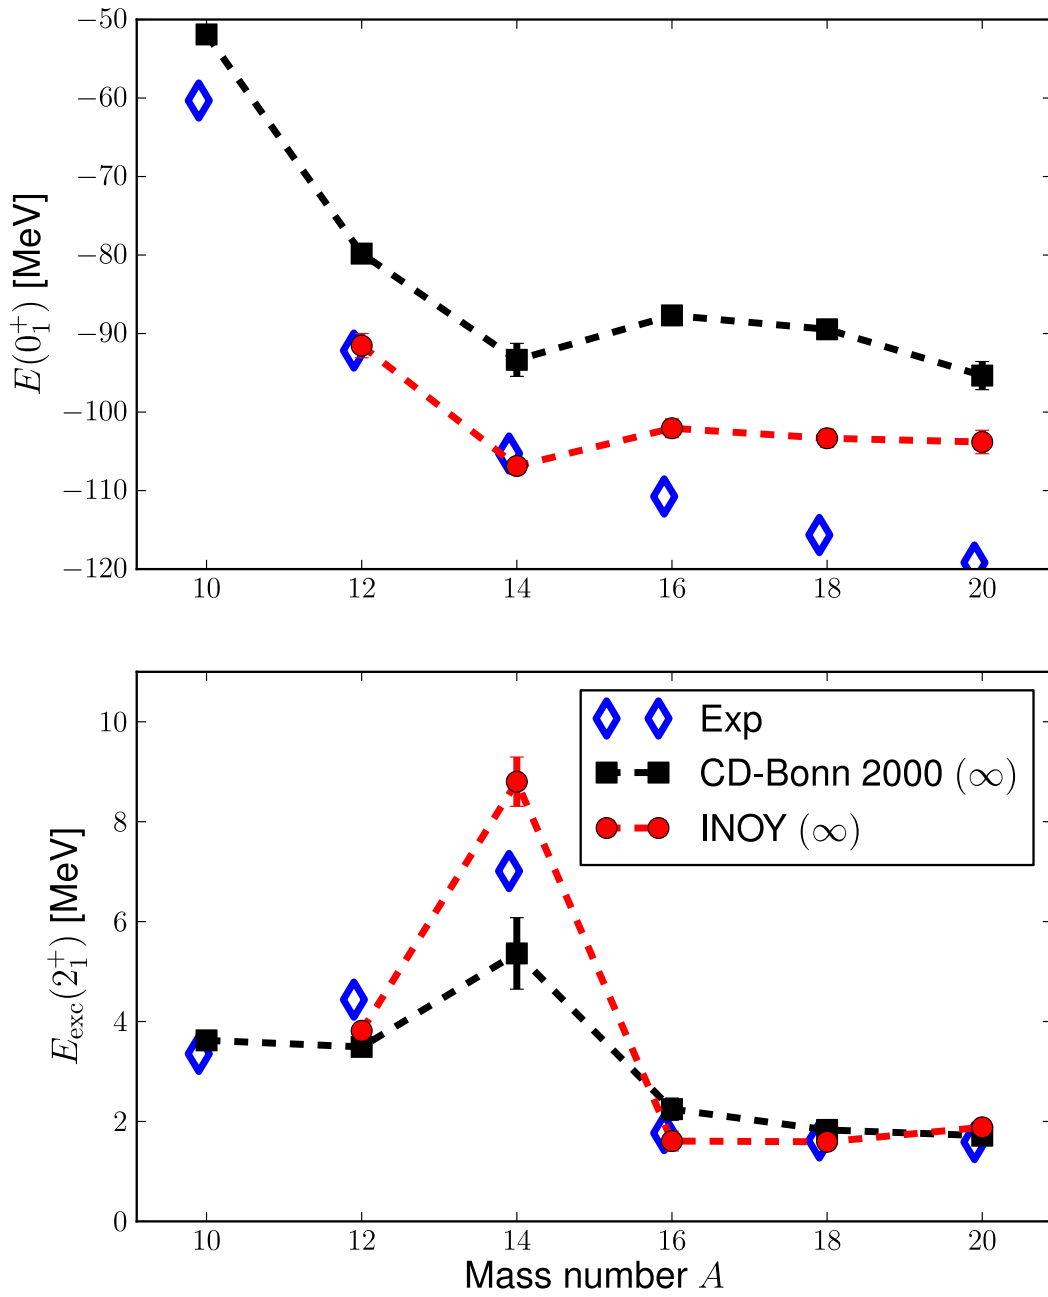 −50
−60
−70
−80
−90
−100
−110
−120
E(0₁⁺) [MeV]
10 12 14 16 18 20
10
8
6
4
2
0
E_exc(2₁⁺) [MeV]
Exp
CD-Bonn 2000 (∞)
INOY (∞)
10 12 14 16 18 20
Mass number A